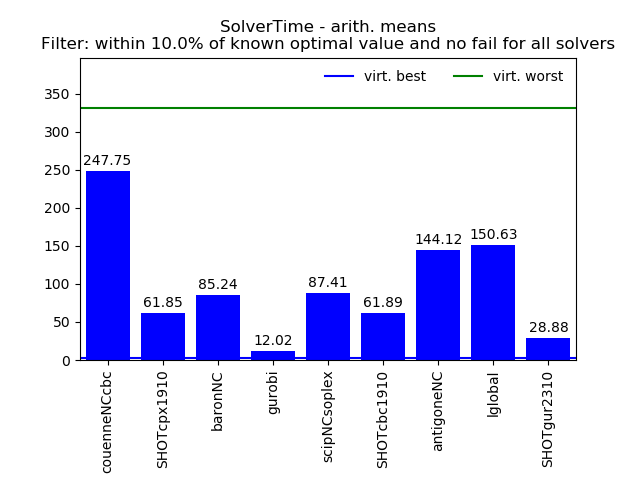 SolverTime - arith. means
Filter: within 10.0% of known optimal value and no fail for all solvers
virt. best
virt. worst
350
300
250
200
150
100
50
0
247.75
61.85
85.24
12.02
87.41
61.89
144.12
150.63
28.88
couenneNCcbc
SHOTcpx1910
baronNC
gurobi
scipNCsoplex
SHOTcbc1910
antigoneNC
lglobal
SHOTgur2310